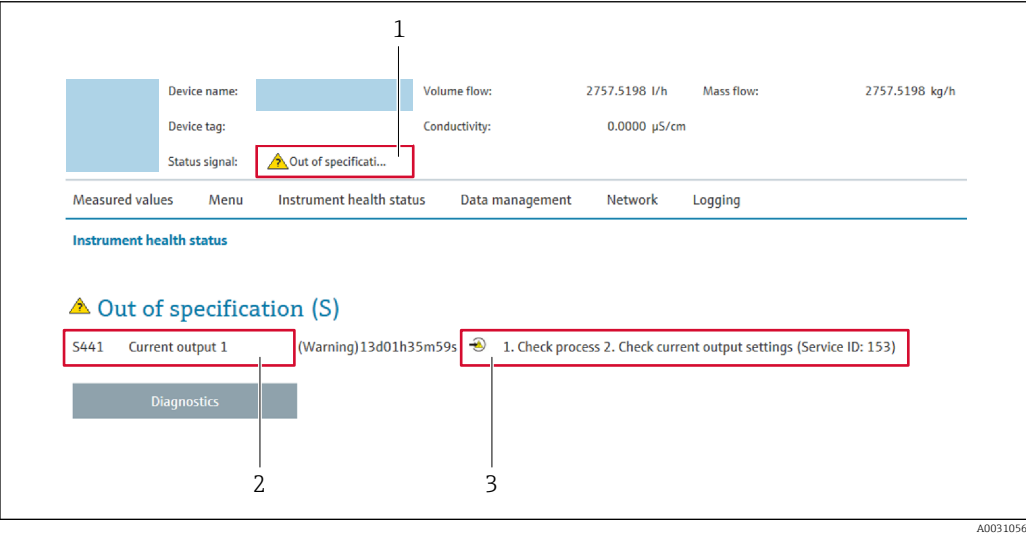 1
Device name: Volume flow: 2757.5198 l/h Mass flow: 2757.5198 kg/h
Device tag: Conductivity: 0.0000 µS/cm
Status signal: Out of specificati...
Measured values Menu Instrument health status Data management Network Logging
Instrument health status
Out of specification (S)
S441 Current output 1 (Warning)13d01h35m59s 1. Check process 2. Check current output settings (Service ID: 153)
Diagnostics
2 3
A0031056